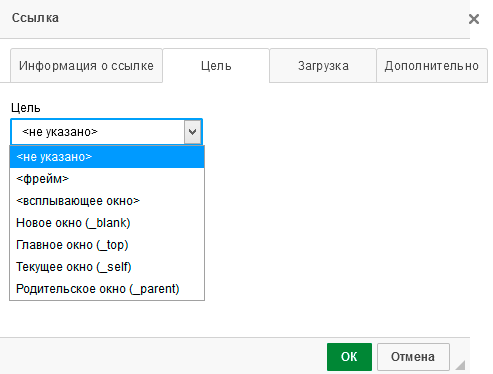 Ссылка
Информация о ссылке Цель Загрузка Дополнительно
Цель
<не указано>
<не указано>
<фрейм>
<всплывающее окно>
Новое окно (_blank)
Главное окно (_top)
Текущее окно (_self)
Родительское окно (_parent)
ОК Отмена